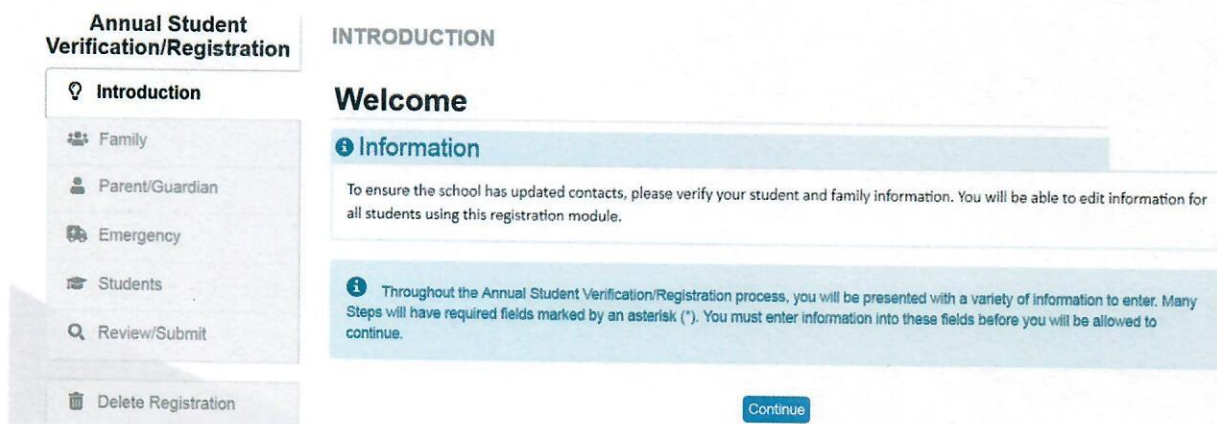 Annual Student
Verification/Registration
Introduction
Family
Parent/Guardian
Emergency
Students
Review/Submit
Delete Registration
INTRODUCTION
Welcome
Information
To ensure the school has updated contacts, please verify your student and family information. You will be able to edit information for
all students using this registration module.
Throughout the Annual Student Verification/Registration process, you will be presented with a variety of information to enter. Many
Steps will have required fields marked by an asterisk (*). You must enter information into these fields before you will be allowed to
continue.
Continue